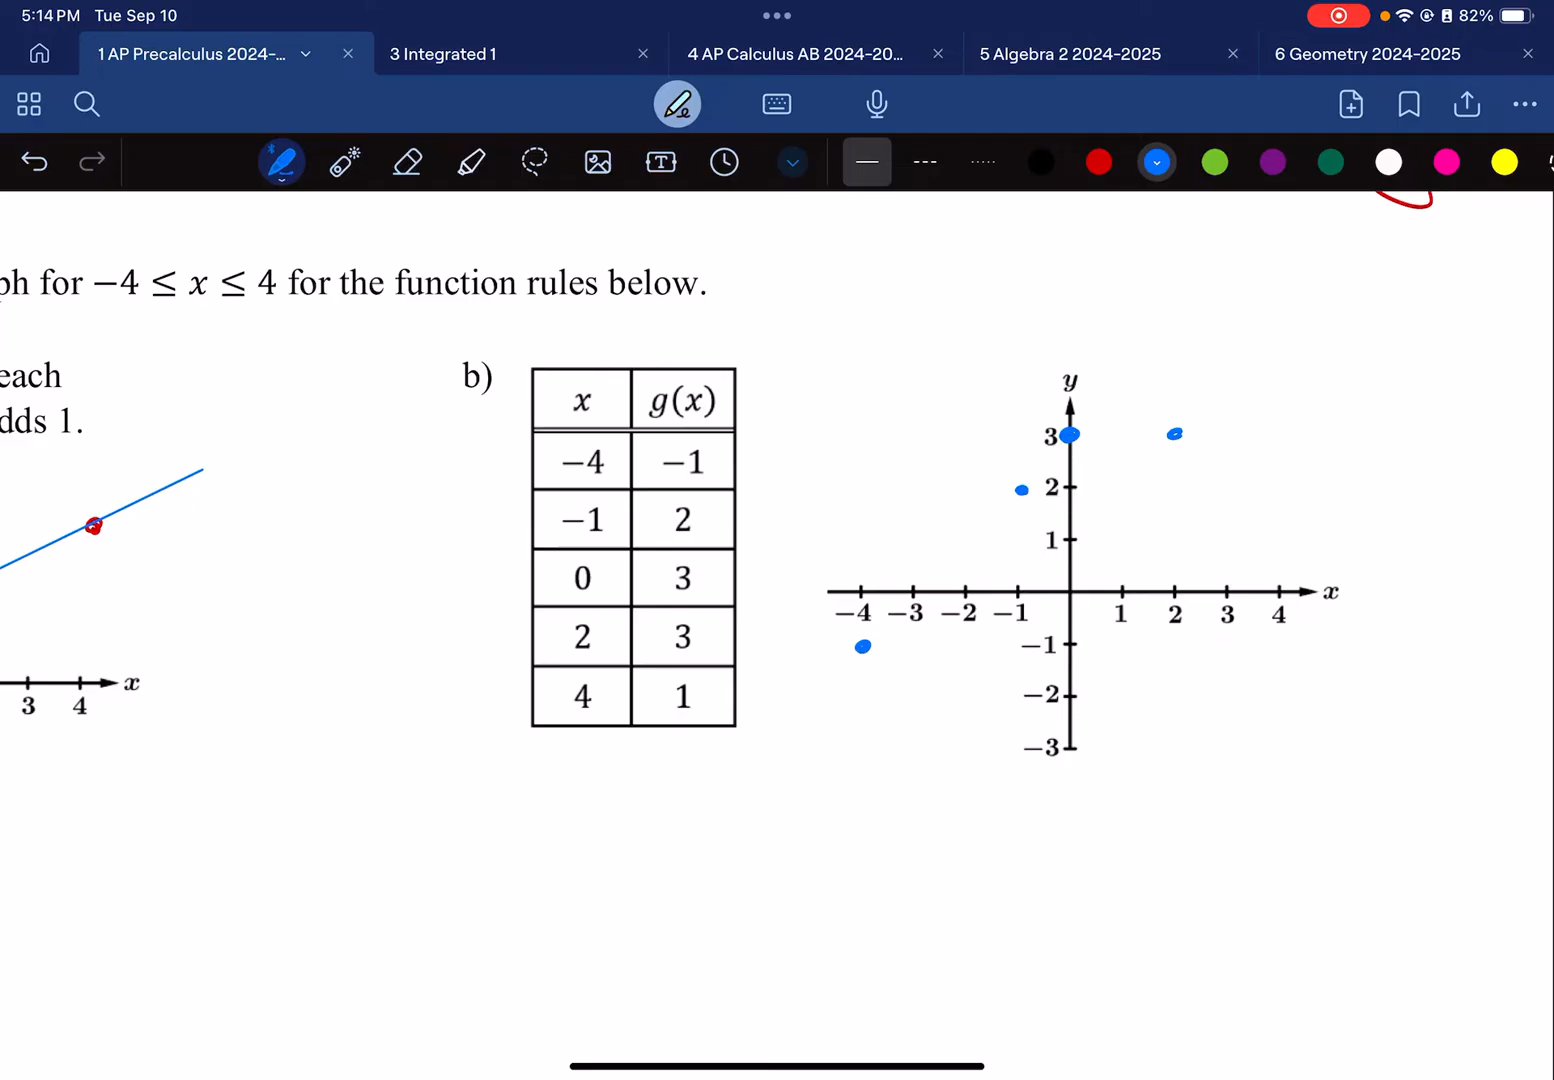 5:14 PM Tue Sep 10
82%
1 AP Precalculus 2024-...
3 Integrated 1
4 AP Calculus AB 2024-20...
5 Algebra 2 2024-2025
6 Geometry 2024-2025
ph for −4 ≤ x ≤ 4 for the function rules below.
each
dds 1.
x
3 4
b)
x g(x)
−4 −1
−1 2
0 3
2 3
4 1
y
3
2
1
x
−4 −3 −2 −1 1 2 3 4
−1
−2
−3